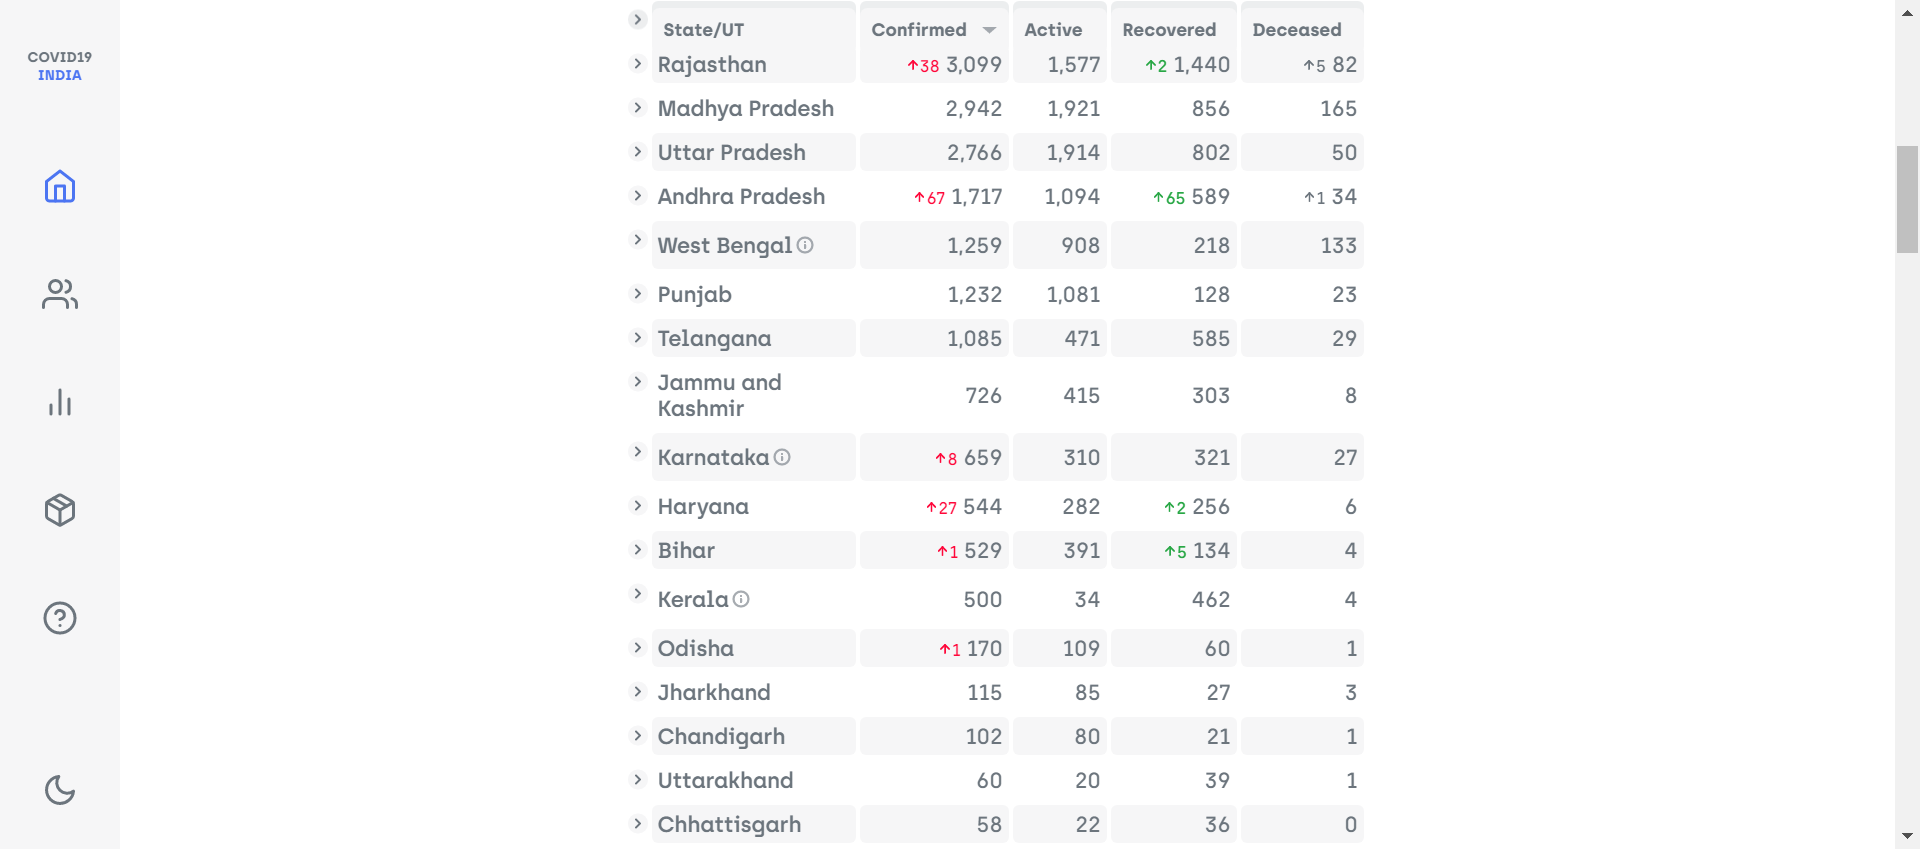 COVID19
INDIA
State/UT Confirmed Active Recovered Deceased
Rajasthan ↑38 3,099 1,577 ↑2 1,440 ↑5 82
Madhya Pradesh 2,942 1,921 856 165
Uttar Pradesh 2,766 1,914 802 50
Andhra Pradesh ↑67 1,717 1,094 ↑65 589 ↑1 34
West Bengal 1,259 908 218 133
Punjab 1,232 1,081 128 23
Telangana 1,085 471 585 29
Jammu and
Kashmir 726 415 303 8
Karnataka ↑8 659 310 321 27
Haryana ↑27 544 282 ↑2 256 6
Bihar ↑1 529 391 ↑5 134 4
Kerala 500 34 462 4
Odisha ↑1 170 109 60 1
Jharkhand 115 85 27 3
Chandigarh 102 80 21 1
Uttarakhand 60 20 39 1
Chhattisgarh 58 22 36 0